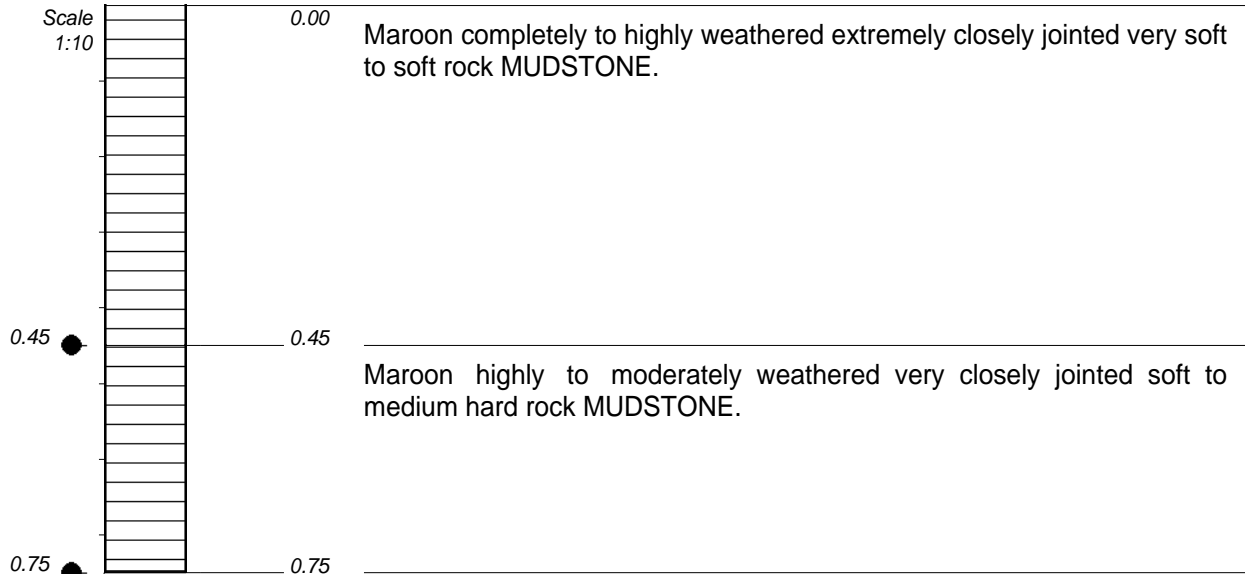 Scale
1:10
0.00
Maroon completely to highly weathered extremely closely jointed very soft
to soft rock MUDSTONE.
0.45
0.45
Maroon highly to moderately weathered very closely jointed soft to
medium hard rock MUDSTONE.
0.75
0.75